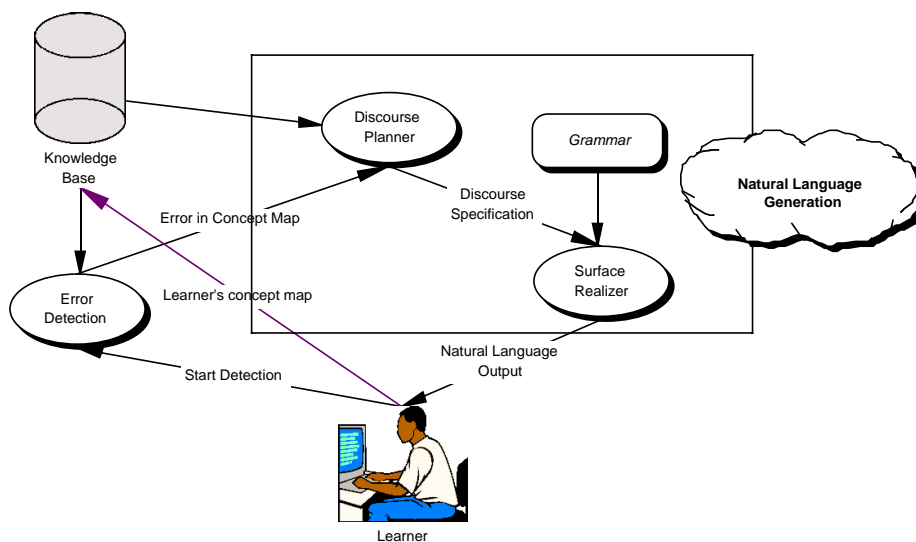 Discourse
Planner
Grammar
Knowledge
Base
Natural Language
Generation
Discourse
Specification
Error in Concept Map
Surface
Realizer
Error
Detection
Learner's concept map
Natural Language
Output
Start Detection
Learner